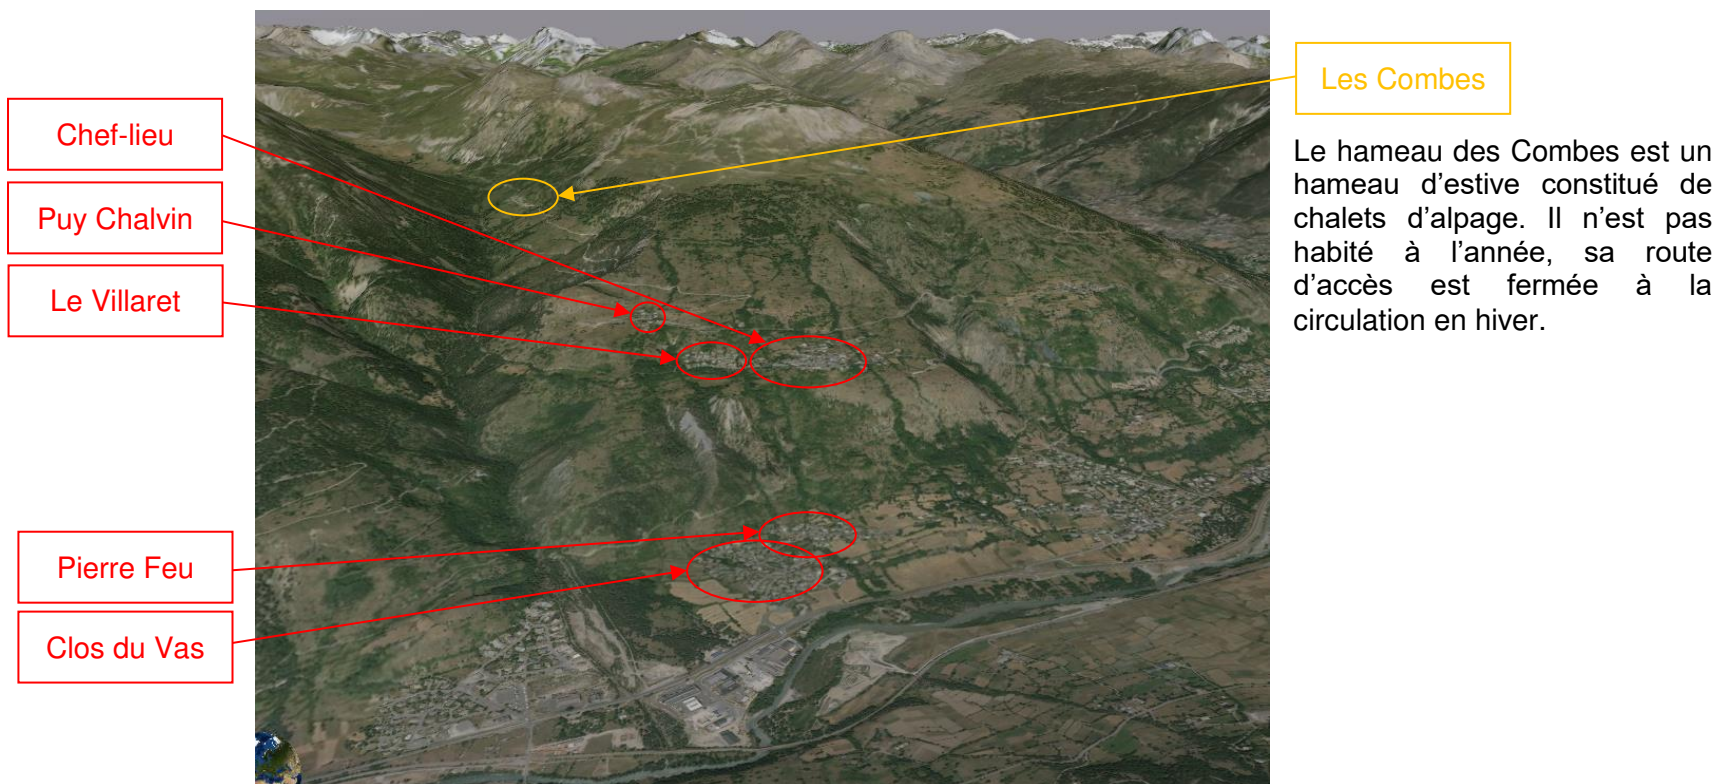 Les Combes
Chef-lieu
Puy Chalvin
Le Villaret
Pierre Feu
Clos du Vas
Le hameau des Combes est un
hameau d’estive constitué de
chalets d’alpage. Il n’est pas
habité à l’année, sa route
d’accès est fermée à la
circulation en hiver.